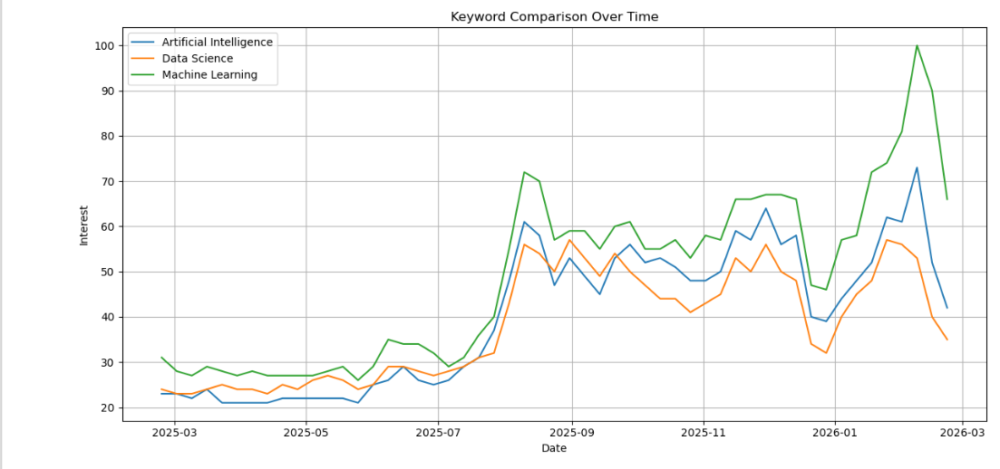 Keyword Comparison Over Time
Artificial Intelligence
Data Science
Machine Learning
100
90
80
70
60
50
40
30
20
Interest
2025-03 2025-05 2025-07 2025-09 2025-11 2026-01 2026-03
Date